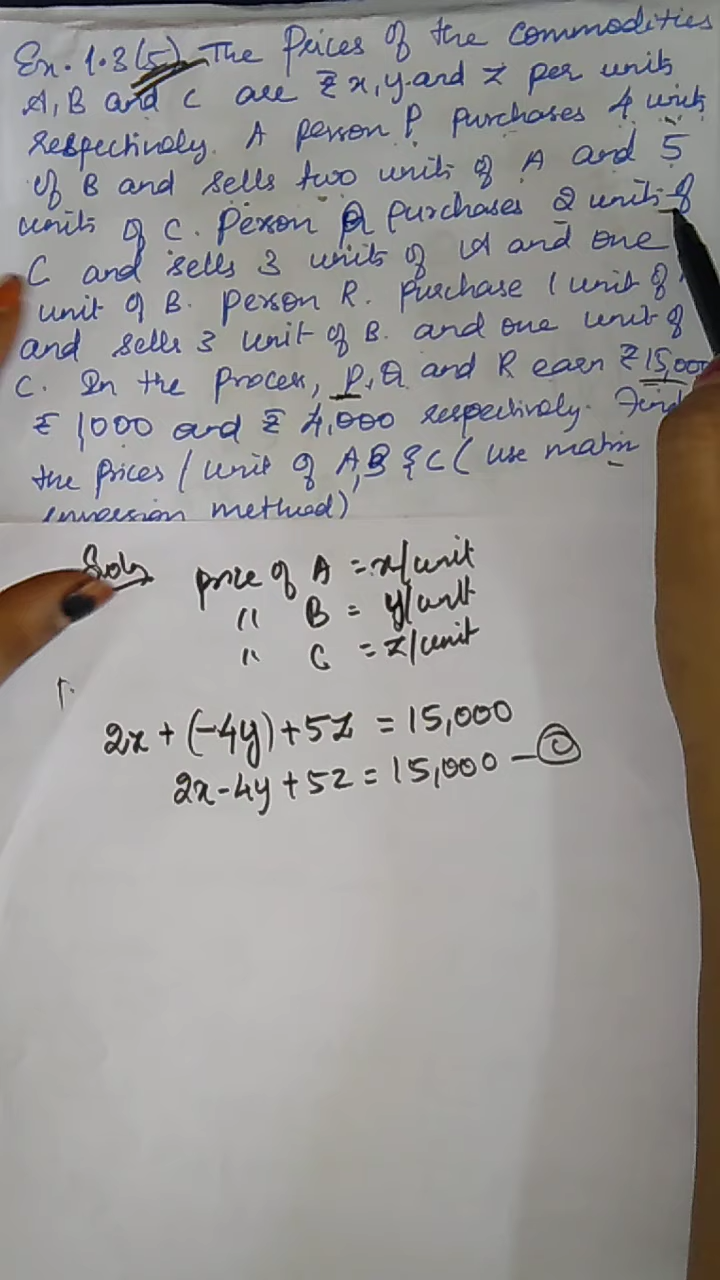 Ex. 1.3(5) The Prices of the commodities
A, B and C are ₹ x, y and z per units
respectively. A person P purchases 4 units
of B and sells two units of A and 5
units of C. Person Q purchases 2 units of
C and sells 3 units of A and one
unit of B. Person R. Purchase 1 unit of
and sells 3 unit of B. and one unit of
C. In the process, P, Q and R earn ₹ 15,000
₹ 1000 and ₹ 4,000 respectively. Find
the prices / unit of A, B & C ( use matrix
inversion method)
Soln price of A = x/unit
" B = y/unit
" C = z/unit
2x + (-4y) + 5z = 15,000
2x - 4y + 5z = 15,000 —